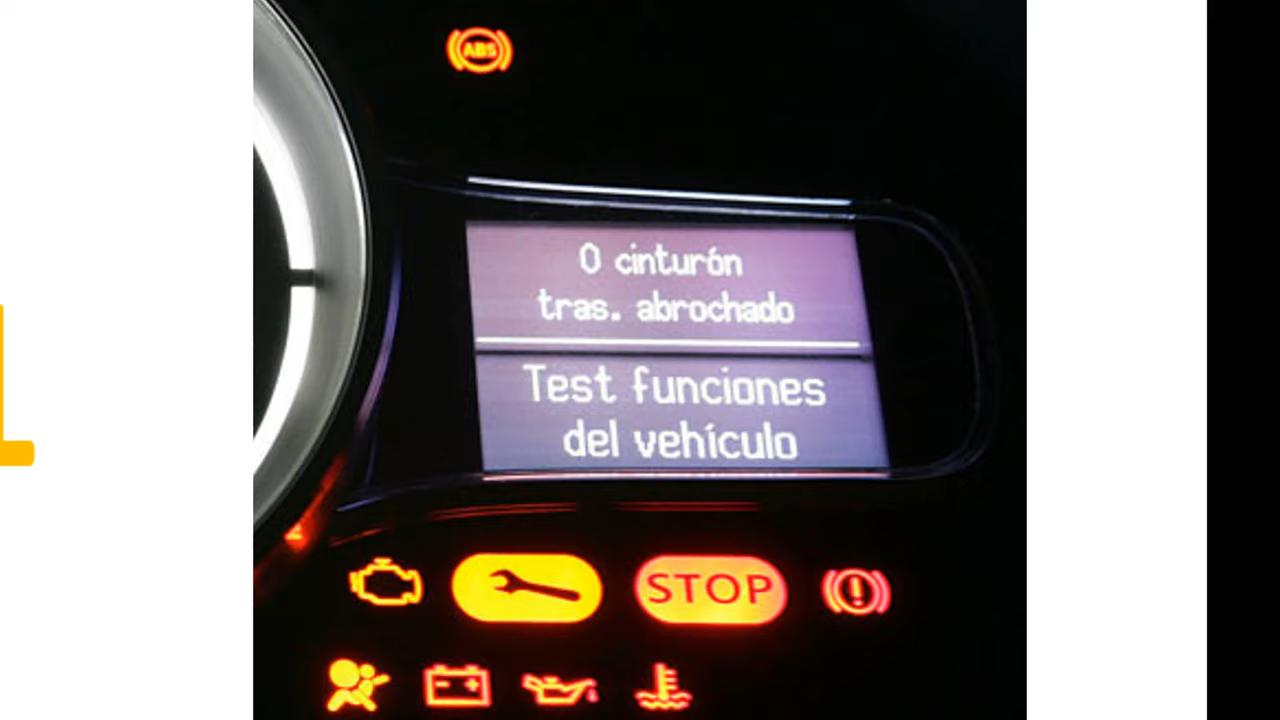 ABS
0 cinturón
tras. abrochado
Test funciones
del vehículo
STOP